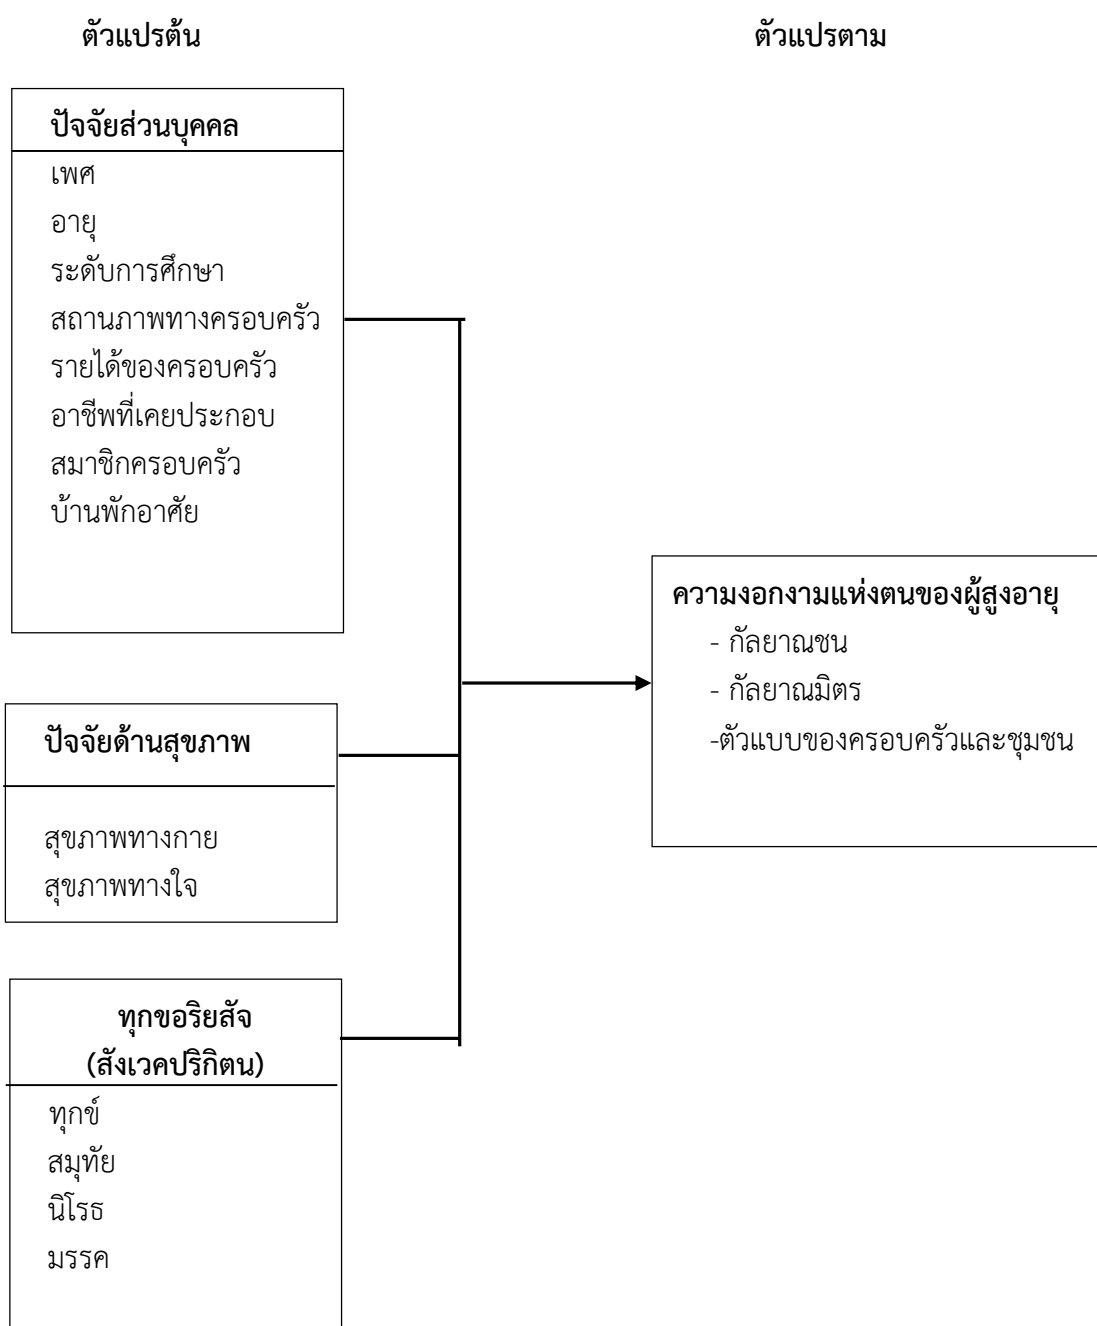 ตัวแปรต้น
ตัวแปรตาม
ปัจจัยส่วนบุคคล
เพศ
อายุ
ระดับการศึกษา
สถานภาพทางครอบครัว
รายได้ของครอบครัว
อาชีพที่เคยประกอบ
สมาชิกครอบครัว
บ้านพักอาศัย
ปัจจัยด้านสุขภาพ
สุขภาพทางกาย
สุขภาพทางใจ
ทุกขอริยสัจ
(สังเวคปริกิตน)
ทุกข์
สมุทัย
นิโรธ
มรรค
ความงอกงามแห่งตนของผู้สูงอายุ
- กัลยาณชน
- กัลยาณมิตร
-ตัวแบบของครอบครัวและชุมชน